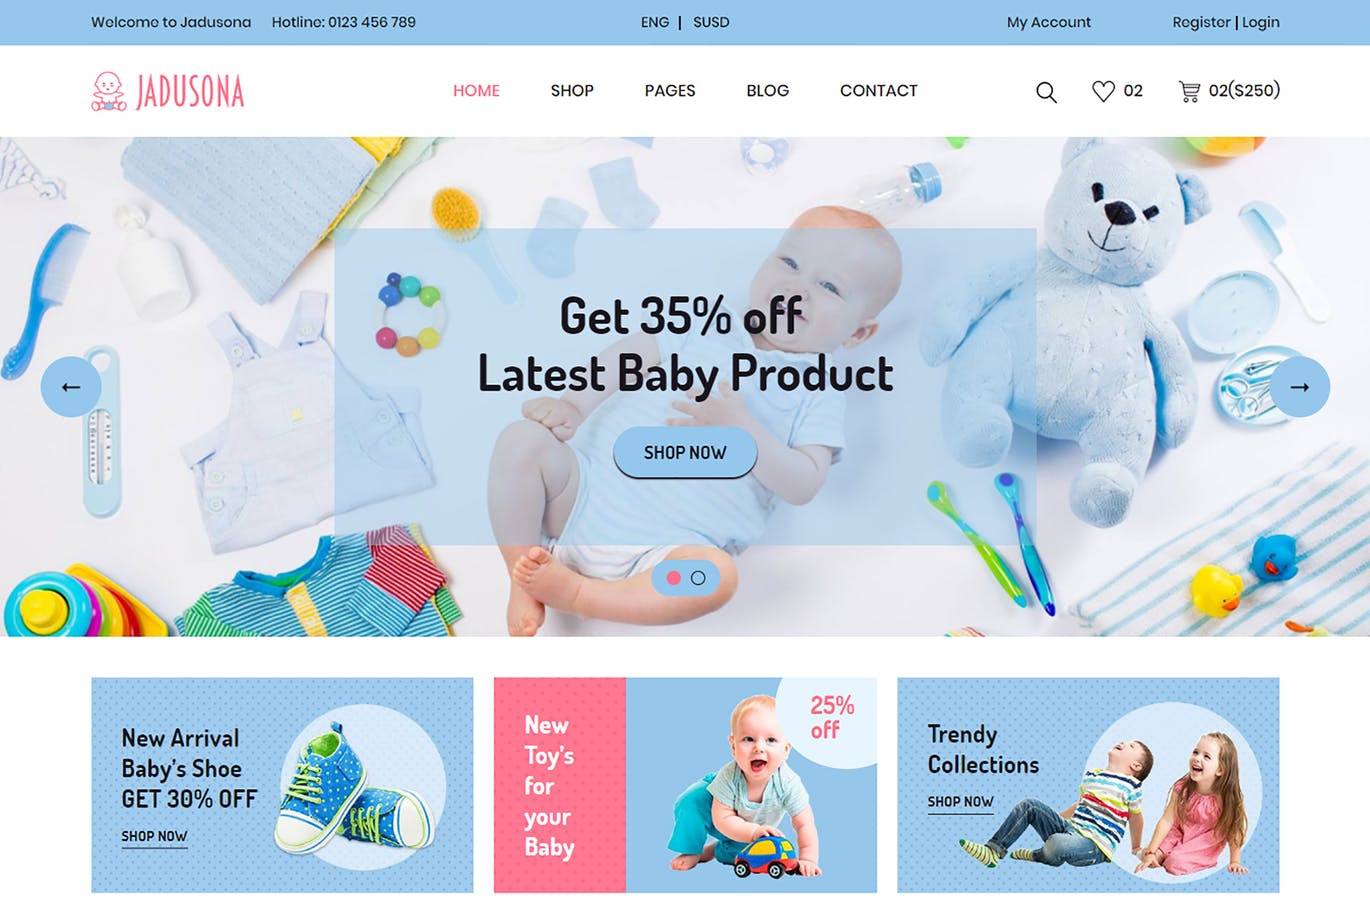 Welcome to Jadusona Hotline: 0123 456 789 ENG | SUSD My Account Register | Login
JADUSONA HOME SHOP PAGES BLOG CONTACT 02 02(S250)
Get 35% off
Latest Baby Product
SHOP NOW
New Arrival
Baby's Shoe
GET 30% OFF
SHOP NOW
New
Toy's
for
your
Baby
25%
off
Trendy
Collections
SHOP NOW